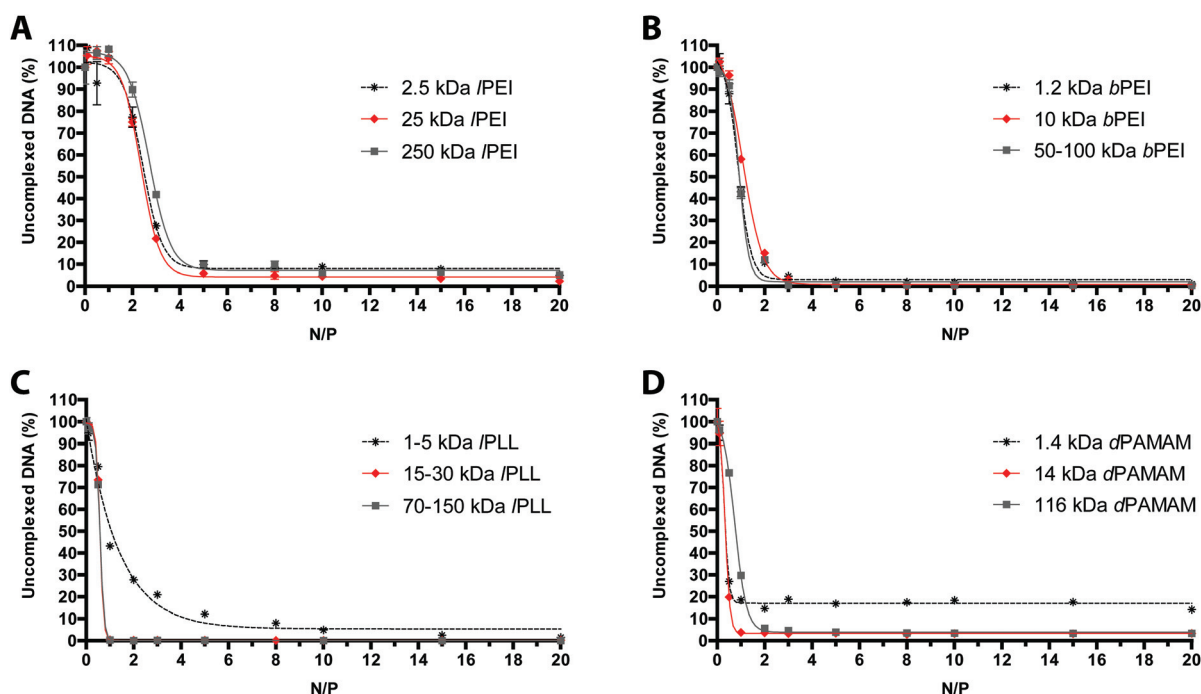 A
Uncomplexed DNA (%)
110
100
90
80
70
60
50
40
30
20
10
0
2.5 kDa lPEI
25 kDa lPEI
250 kDa lPEI
0 2 4 6 8 10 12 14 16 18 20
N/P
B
Uncomplexed DNA (%)
110
100
90
80
70
60
50
40
30
20
10
0
1.2 kDa bPEI
10 kDa bPEI
50-100 kDa bPEI
0 2 4 6 8 10 12 14 16 18 20
N/P
C
Uncomplexed DNA (%)
110
100
90
80
70
60
50
40
30
20
10
0
1-5 kDa lPLL
15-30 kDa lPLL
70-150 kDa lPLL
0 2 4 6 8 10 12 14 16 18 20
N/P
D
Uncomplexed DNA (%)
110
100
90
80
70
60
50
40
30
20
10
0
1.4 kDa dPAMAM
14 kDa dPAMAM
116 kDa dPAMAM
0 2 4 6 8 10 12 14 16 18 20
N/P